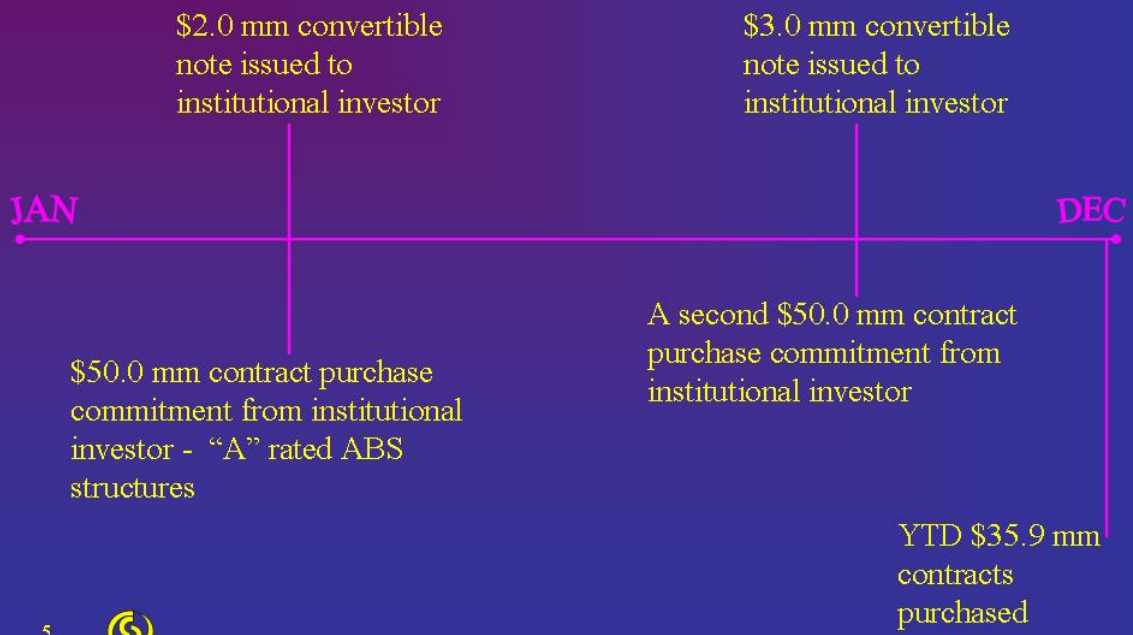 $2.0 mm convertible
note issued to
institutional investor
$3.0 mm convertible
note issued to
institutional investor
JAN
DEC
$50.0 mm contract purchase
commitment from institutional
investor - “A” rated ABS
structures
A second $50.0 mm contract
purchase commitment from
institutional investor
YTD $35.9 mm
contracts
purchased
5